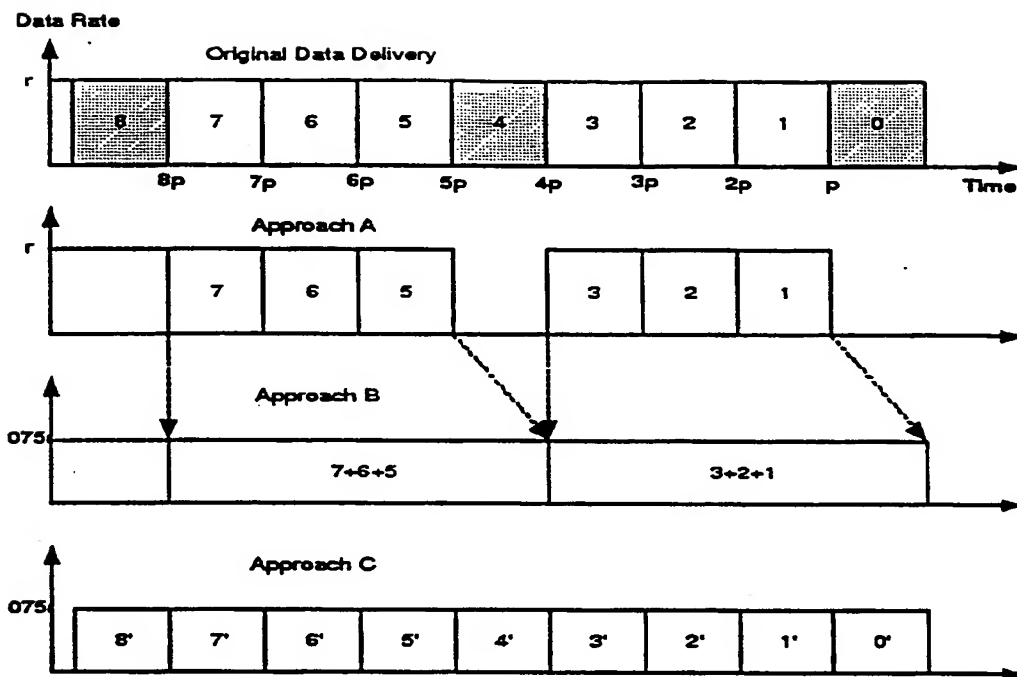 Data Rate
Original Data Delivery
r
8 7 6 5 4 3 2 1 0
8p 7p 6p 5p 4p 3p 2p p Time
Approach A
r
7 6 5 3 2 1
Approach B
075
7+6+5 3+2+1
Approach C
075
8' 7' 6' 5' 4' 3' 2' 1' 0'